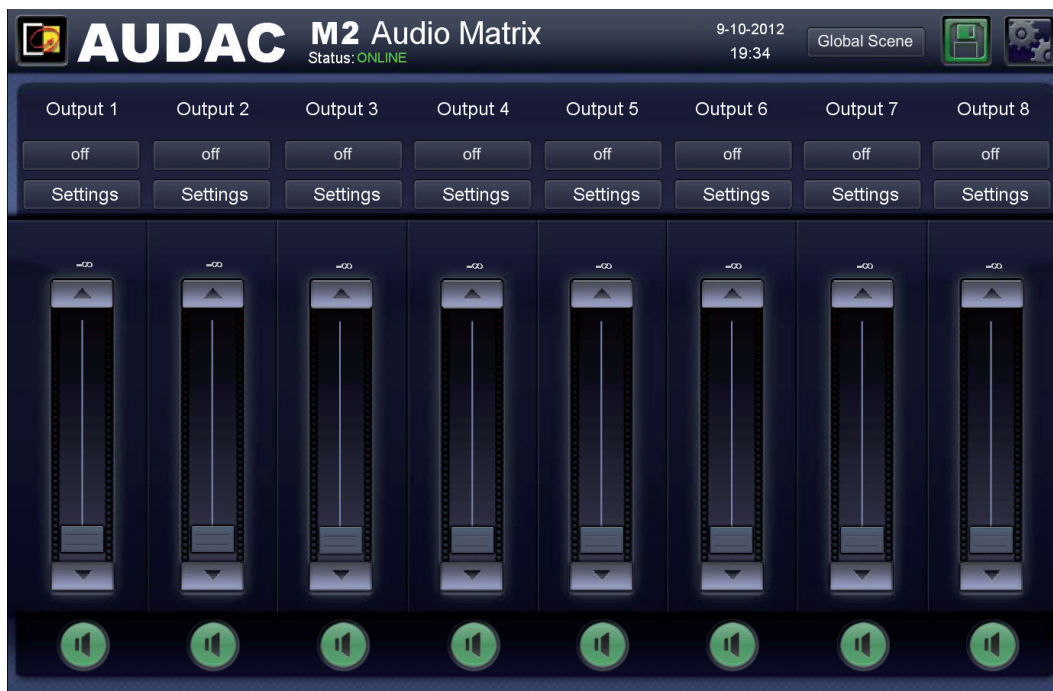 AUDAC
M2 Audio Matrix
Status: ONLINE
9-10-2012
19:34
Global Scene
Output 1 Output 2 Output 3 Output 4 Output 5 Output 6 Output 7 Output 8
off off off off off off off off
Settings Settings Settings Settings Settings Settings Settings Settings
-∞ -∞ -∞ -∞ -∞ -∞ -∞ -∞